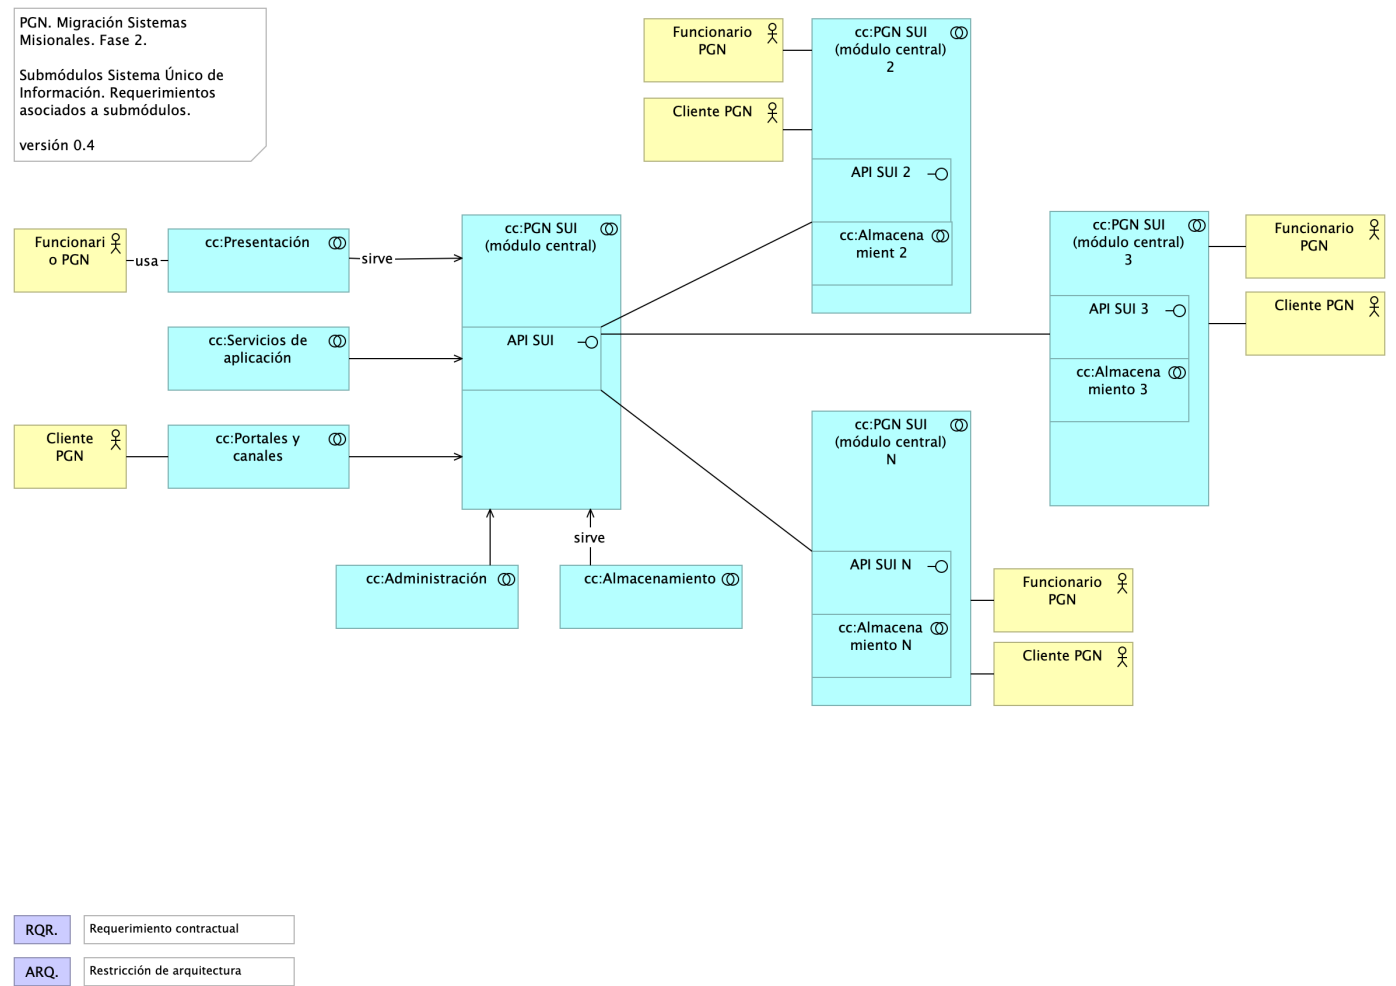 PGN. Migración Sistemas
Misionales. Fase 2.
Submódulos Sistema Único de
Información. Requerimientos
asociados a submódulos.
versión 0.4
Funcionari
o PGN
usa
cc:Presentación
sirve
cc:Servicios de
aplicación
Cliente
PGN
cc:Portales y
canales
cc:PGN SUI
(módulo central)
API SUI
cc:Administración
sirve
cc:Almacenamiento
Funcionario
PGN
Cliente PGN
cc:PGN SUI
(módulo central)
2
API SUI 2
cc:Almacena
mient 2
cc:PGN SUI
(módulo central)
3
API SUI 3
cc:Almacena
miento 3
Funcionario
PGN
Cliente PGN
cc:PGN SUI
(módulo central)
N
API SUI N
cc:Almacena
miento N
Funcionario
PGN
Cliente PGN
RQR.
Requerimiento contractual
ARQ.
Restricción de arquitectura